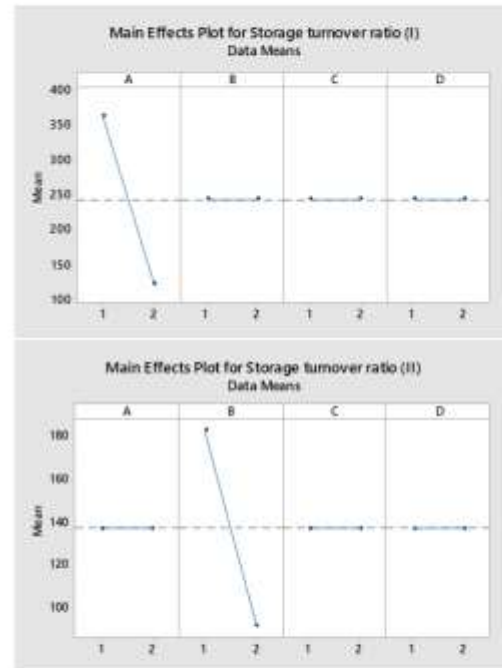 Main Effects Plot for Storage turnover ratio (I)
Data Means
A B C D
400
350
300
250
200
150
100
Mean
1 2 1 2 1 2 1 2
Main Effects Plot for Storage turnover ratio (II)
Data Means
A B C D
180
160
140
120
100
Mean
1 2 1 2 1 2 1 2